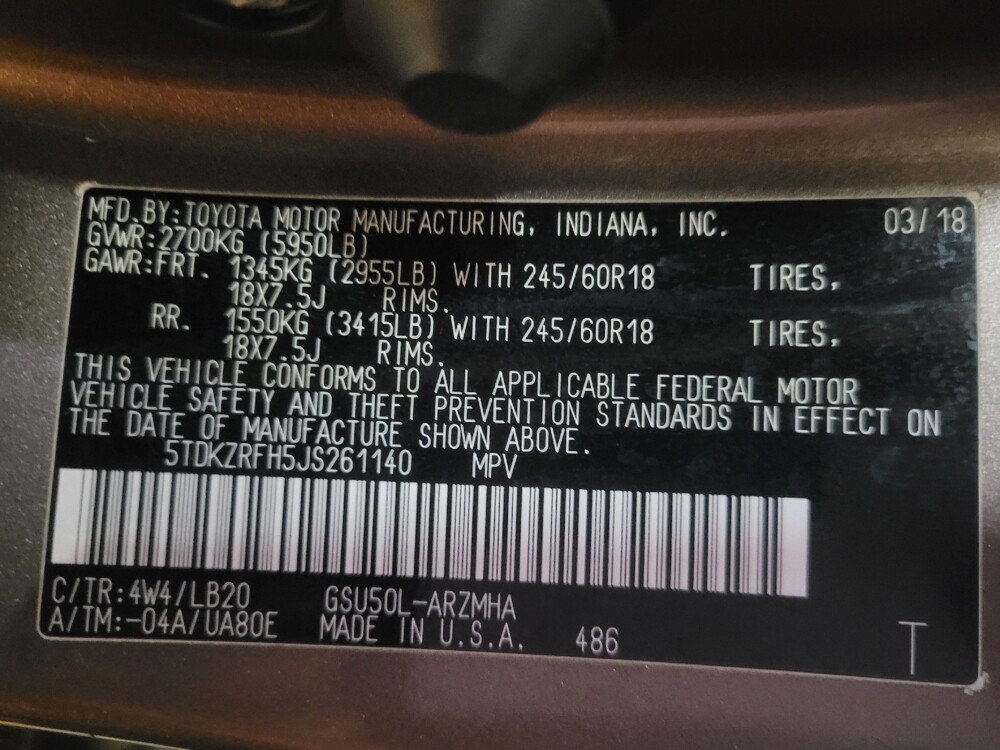 MFD.BY:TOYOTA MOTOR MANUFACTURING, INDIANA, INC. 03/18
GVWR:2700KG (5950LB)
GAWR:FRT. 1345KG (2955LB) WITH 245/60R18 TIRES,
18X7.5J RIMS.
RR. 1550KG (3415LB) WITH 245/60R18 TIRES,
18X7.5J RIMS.
THIS VEHICLE CONFORMS TO ALL APPLICABLE FEDERAL MOTOR
VEHICLE SAFETY AND THEFT PREVENTION STANDARDS IN EFFECT ON
THE DATE OF MANUFACTURE SHOWN ABOVE.
5TDKZRFH5JS261140 MPV
C/TR:4W4/LB20 GSU50L-ARZMHA
A/TM:-04A/UA80E MADE IN U.S.A. 486 T